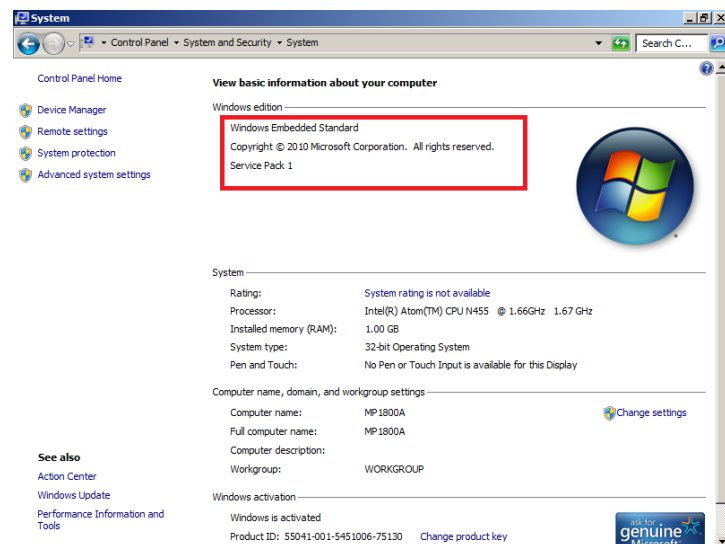 System
Control Panel System and Security System
Search C...
Control Panel Home
Device Manager
Remote settings
System protection
Advanced system settings
See also
Action Center
Windows Update
Performance Information and
Tools
View basic information about your computer
Windows edition
Windows Embedded Standard
Copyright © 2010 Microsoft Corporation. All rights reserved.
Service Pack 1
System
Rating: System rating is not available
Processor: Intel(R) Atom(TM) CPU N455 @ 1.66GHz 1.67 GHz
Installed memory (RAM): 1.00 GB
System type: 32-bit Operating System
Pen and Touch: No Pen or Touch Input is available for this Display
Computer name, domain, and workgroup settings
Computer name: MP1800A Change settings
Full computer name: MP1800A
Computer description:
Workgroup: WORKGROUP
Windows activation
Windows is activated
Product ID: 55041-001-5451006-75130 Change product key
ask for
genuine
Microsoft